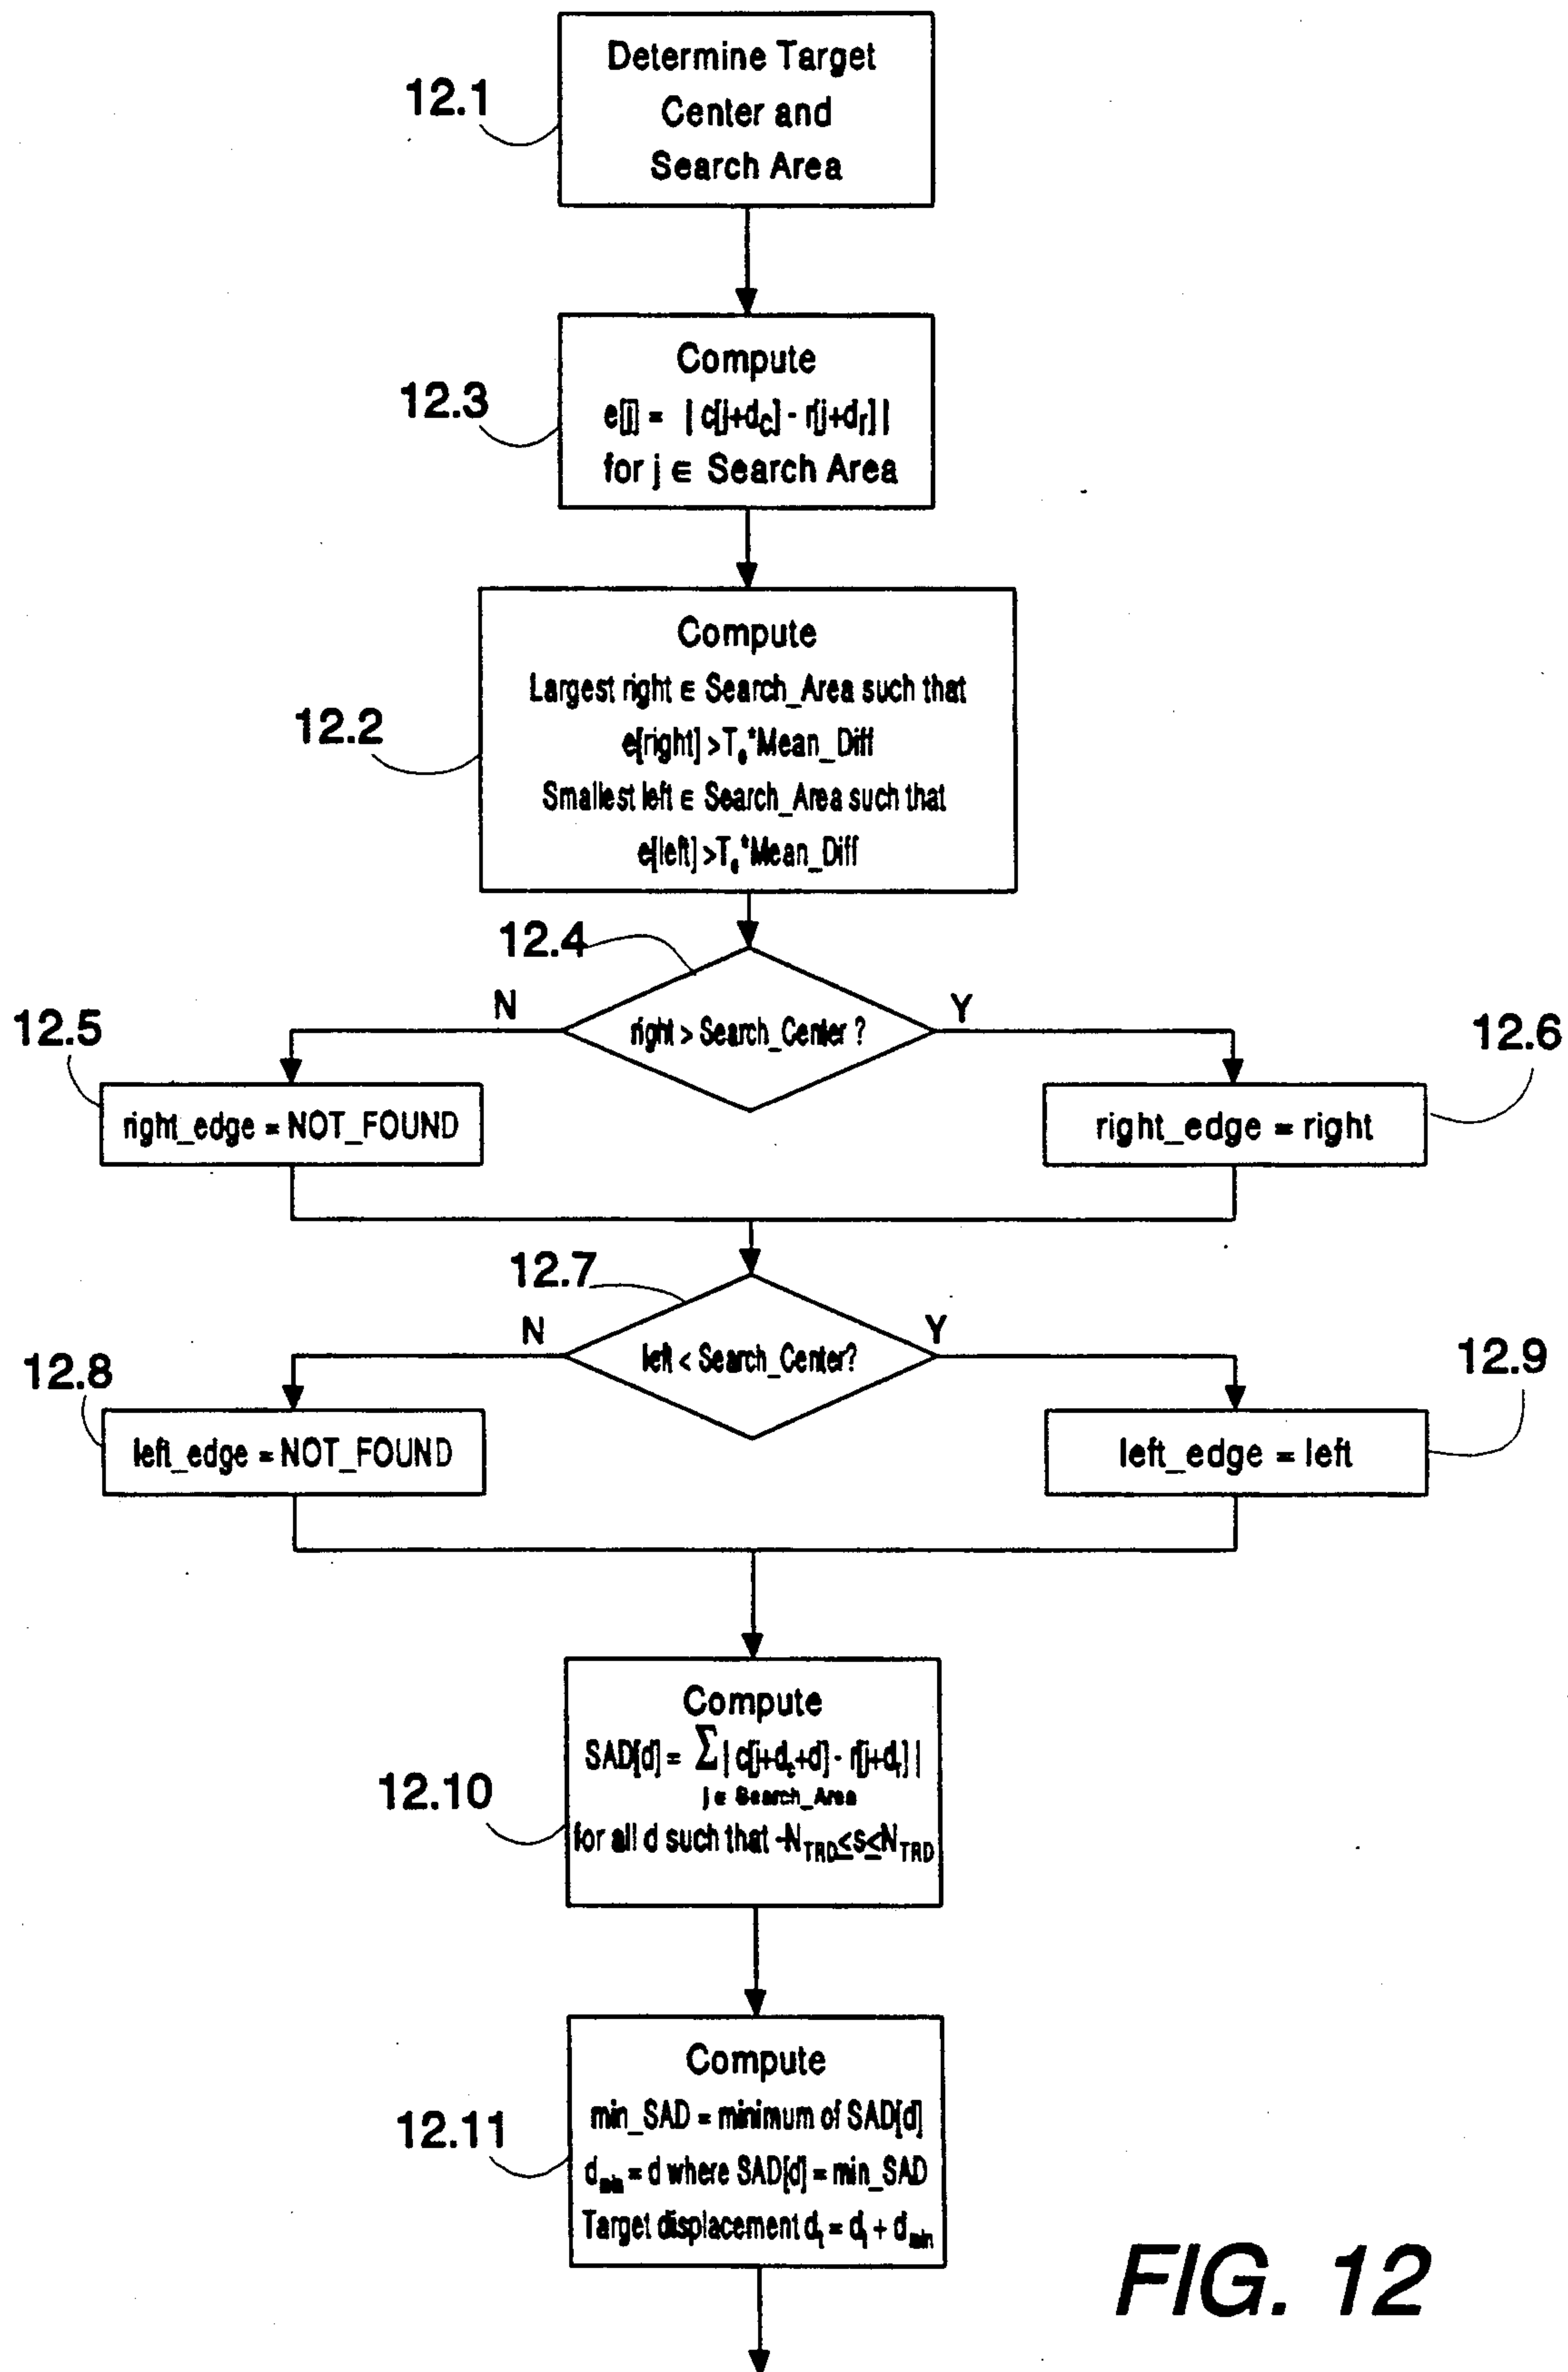 12.1
Determine Target
Center and
Search Area
12.3
Compute
e[j] = | c[j+dc] - r[j+dr] |
for j ∈ Search Area
12.2
Compute
Largest right ∈ Search_Area such that
e[right] >Te*Mean_Diff
Smallest left ∈ Search_Area such that
e[left] >Te*Mean_Diff
12.4
N
right > Search_Center ?
Y
12.5
right_edge = NOT_FOUND
12.6
right_edge = right
12.7
N
left < Search_Center?
Y
12.8
left_edge = NOT_FOUND
12.9
left_edge = left
12.10
Compute
SAD[d] = Σ | c[j+dc+d] - r[j+dr] |
j ∈ Search_Area
for all d such that -NTRD≤s≤NTRD
12.11
Compute
min_SAD = minimum of SAD[d]
dmin = d where SAD[d] = min_SAD
Target displacement dt = + dmin
FIG. 12